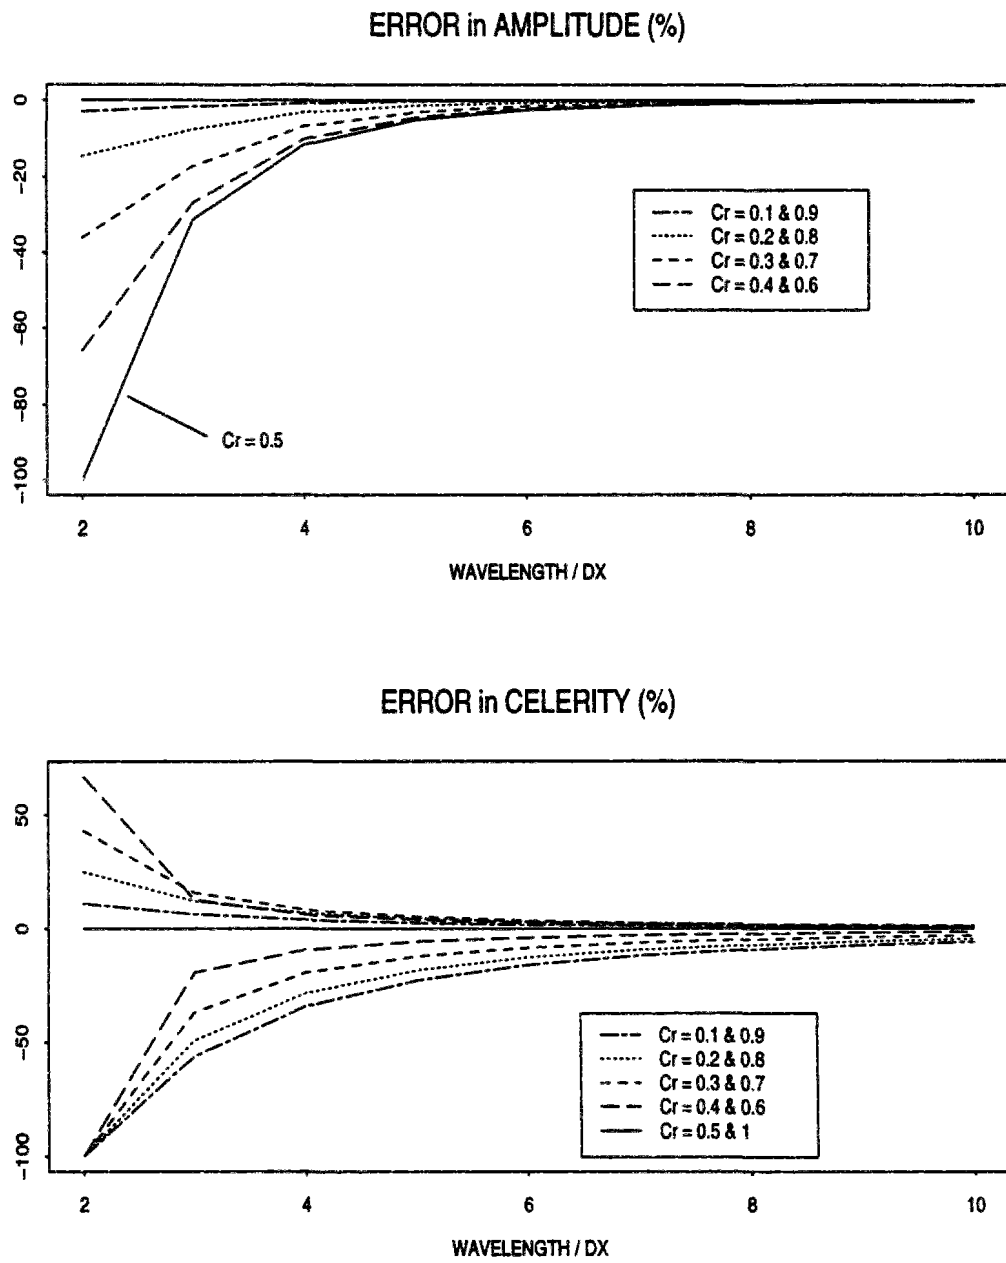 ERROR in AMPLITUDE (%)
0
-20
-40
-60
-80
-100
Cr = 0.1 & 0.9
Cr = 0.2 & 0.8
Cr = 0.3 & 0.7
Cr = 0.4 & 0.6
Cr = 0.5
2 4 6 8 10
WAVELENGTH / DX
ERROR in CELERITY (%)
50
0
-50
-100
Cr = 0.1 & 0.9
Cr = 0.2 & 0.8
Cr = 0.3 & 0.7
Cr = 0.4 & 0.6
Cr = 0.5 & 1
2 4 6 8 10
WAVELENGTH / DX